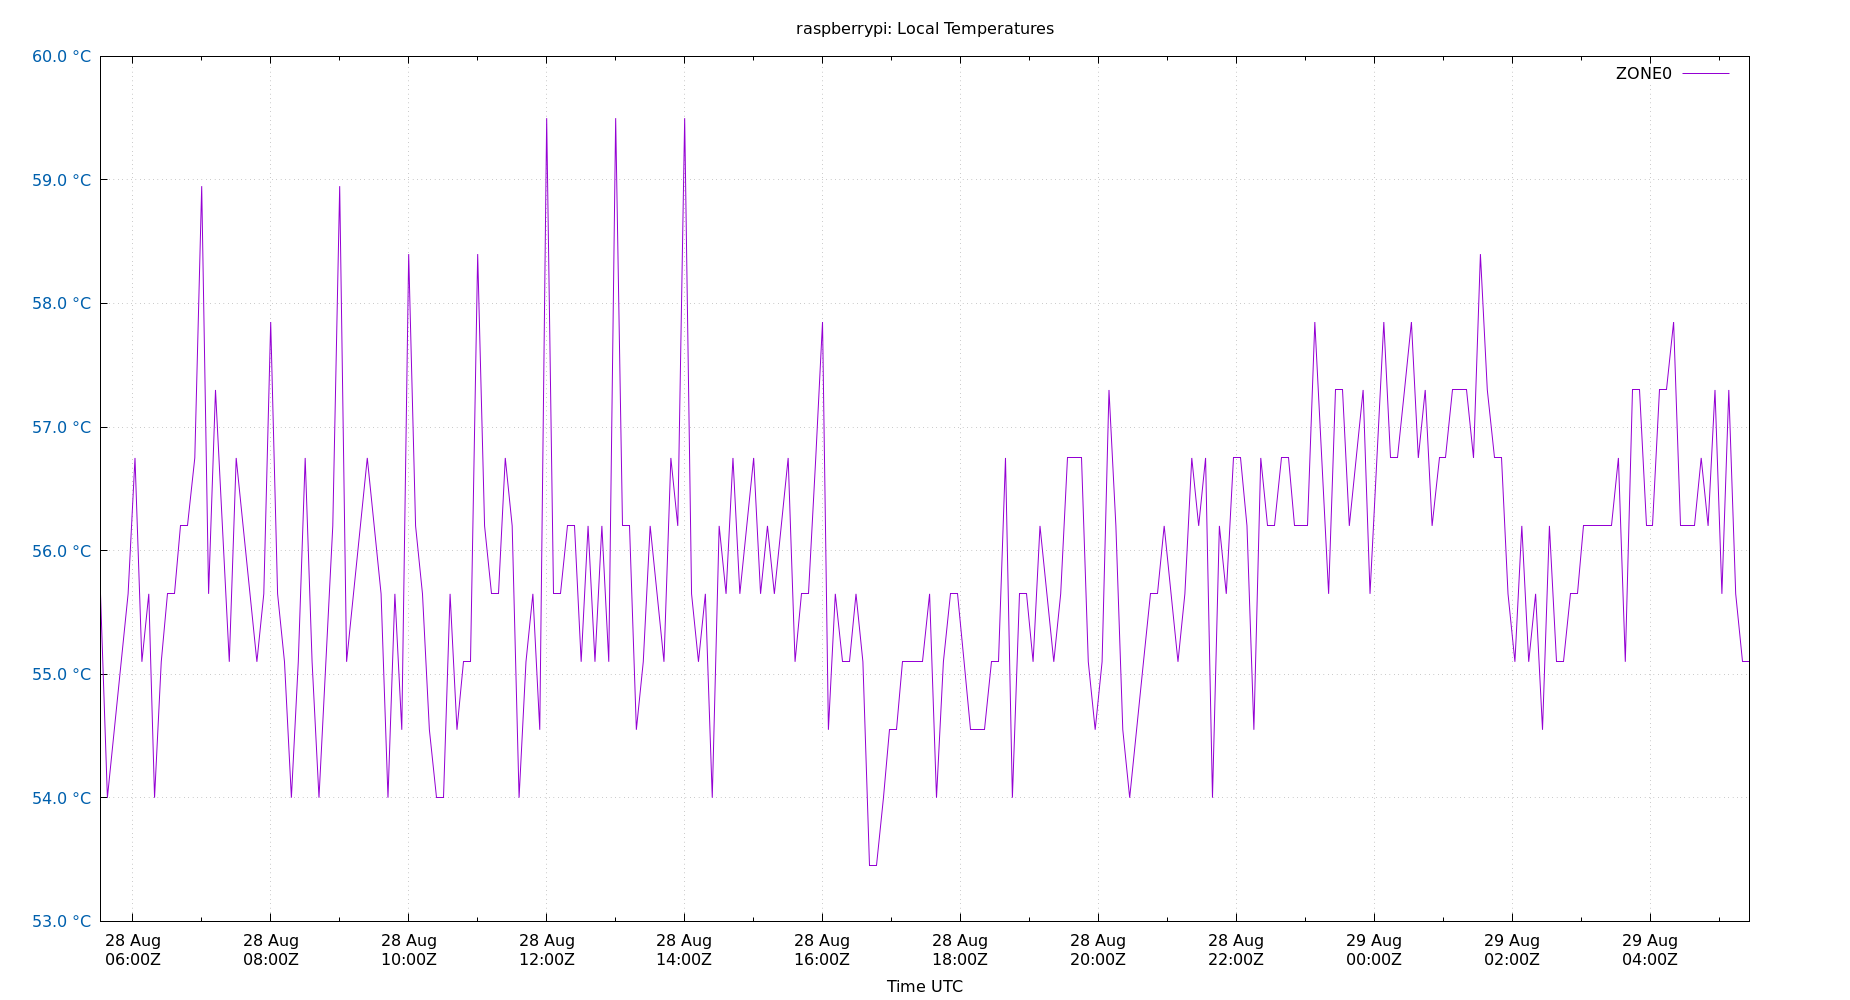 raspberrypi: Local Temperatures
60.0 °C
ZONE0
59.0 °C
58.0 °C
57.0 °C
56.0 °C
55.0 °C
54.0 °C
53.0 °C
28 Aug 28 Aug 28 Aug 28 Aug 28 Aug 28 Aug 28 Aug 28 Aug 28 Aug 29 Aug 29 Aug 29 Aug
06:00Z 08:00Z 10:00Z 12:00Z 14:00Z 16:00Z 18:00Z 20:00Z 22:00Z 00:00Z 02:00Z 04:00Z
Time UTC